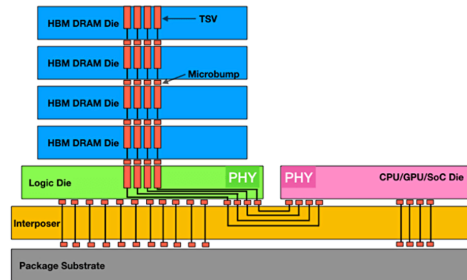 HBM DRAM Die
TSV
HBM DRAM Die
Microbump
HBM DRAM Die
HBM DRAM Die
Logic Die
PHY
PHY
CPU/GPU/SoC Die
Interposer
Package Substrate